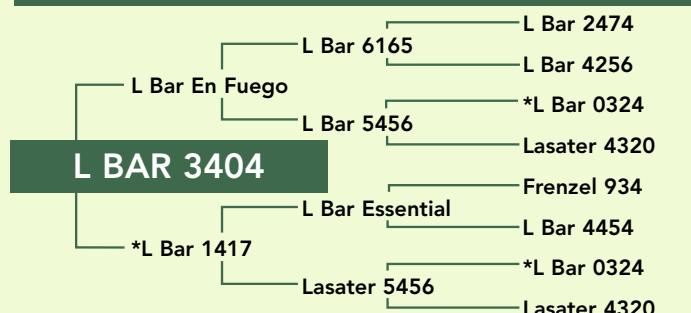 L Bar 2474
L Bar 6165
L Bar 4256
L Bar En Fuego
*L Bar 0324
L Bar 5456
Lasater 4320
L BAR 3404
Frenzel 934
L Bar Essential
L Bar 4454
*L Bar 1417
*L Bar 0324
Lasater 5456
Lasater 4320